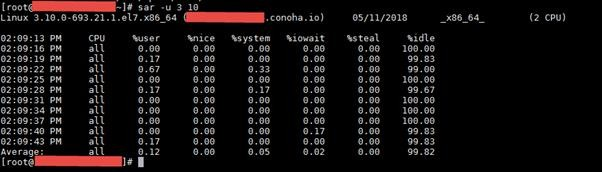 [root@ ~]# sar -u 3 10
Linux 3.10.0-693.21.1.el7.x86_64 ( .conoha.io) 05/11/2018 _x86_64_ (2 CPU)
02:09:13 PM CPU %user %nice %system %iowait %steal %idle
02:09:16 PM all 0.00 0.00 0.00 0.00 0.00 100.00
02:09:19 PM all 0.17 0.00 0.00 0.00 0.00 99.83
02:09:22 PM all 0.67 0.00 0.33 0.00 0.00 99.00
02:09:25 PM all 0.00 0.00 0.00 0.00 0.00 100.00
02:09:28 PM all 0.17 0.00 0.17 0.00 0.00 99.67
02:09:31 PM all 0.00 0.00 0.00 0.00 0.00 100.00
02:09:34 PM all 0.00 0.00 0.00 0.00 0.00 100.00
02:09:37 PM all 0.00 0.00 0.00 0.00 0.00 100.00
02:09:40 PM all 0.00 0.00 0.00 0.17 0.00 99.83
02:09:43 PM all 0.17 0.00 0.00 0.00 0.00 99.83
Average: all 0.12 0.00 0.05 0.02 0.00 99.82
[root@ ]#